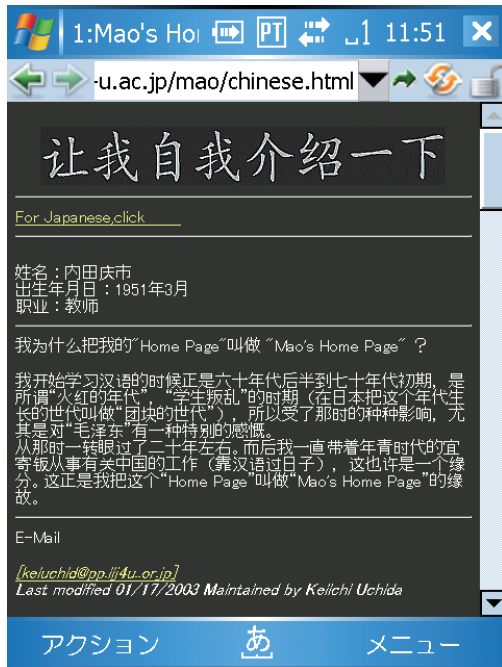 1:Mao's Ho
PT
1 11:51
-u.ac.jp/mao/chinese.html
让我自我介绍一下
For Japanese,click
姓名：内田庆市
出生年月日：1951年3月
职业：教师
我为什么把我的"Home Page"叫做 "Mao's Home Page" ？
我开始学习汉语的时候正是六十年代后半到七十年代初期，是
所谓“火红的年代”，“学生叛乱”的时期（在日本把这个年代生
长的世代叫做“团块的世代”），所以受了那时的种种影响，尤
其是对“毛泽东”有一种特别的感慨。
从那时一转眼过了二十年左右。而后我一直带着年青时代的宜
寄钣从事有关中国的工作（靠汉语过日子），这也许是一个缘
分。这正是我把这个“Home Page”叫做“Mao's Home Page”的缘
故。
E-Mail
[keiuchid@pp.iij4u.or.jp]
Last modified 01/17/2003 Maintained by Keiichi Uchida
アクション
あ
メニュー